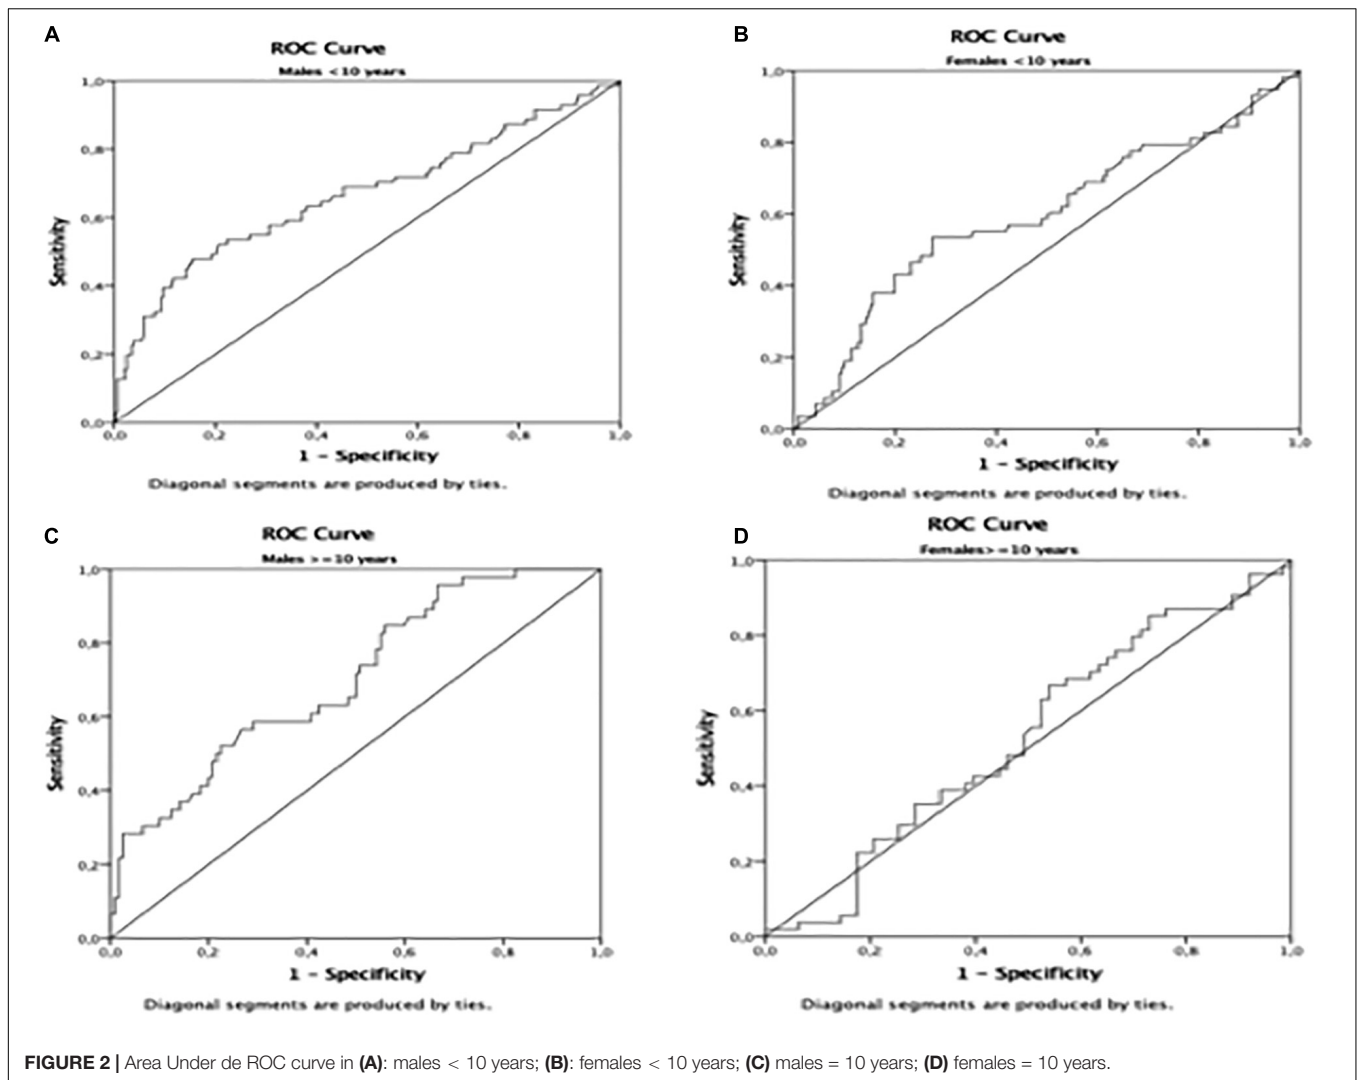 A
ROC Curve
Males <10 years
1,0
0,8
0,6
0,4
0,2
0,0
Sensitivity
0,0 0,2 0,4 0,6 0,8 1,0
1 - Specificity
Diagonal segments are produced by ties.
B
ROC Curve
Females <10 years
1,0
0,8
0,6
0,4
0,2
0,0
Sensitivity
0,0 0,2 0,4 0,6 0,8 1,0
1 - Specificity
Diagonal segments are produced by ties.
C
ROC Curve
Males >=10 years
1,0
0,8
0,6
0,4
0,2
0,0
Sensitivity
0,0 0,2 0,4 0,6 0,8 1,0
1 - Specificity
Diagonal segments are produced by ties.
D
ROC Curve
Females>=10 years
1,0
0,8
0,6
0,4
0,2
0,0
Sensitivity
0,0 0,2 0,4 0,6 0,8 1,0
1 - Specificity
Diagonal segments are produced by ties.
FIGURE 2 | Area Under de ROC curve in (A): males < 10 years; (B): females < 10 years; (C) males = 10 years; (D) females = 10 years.